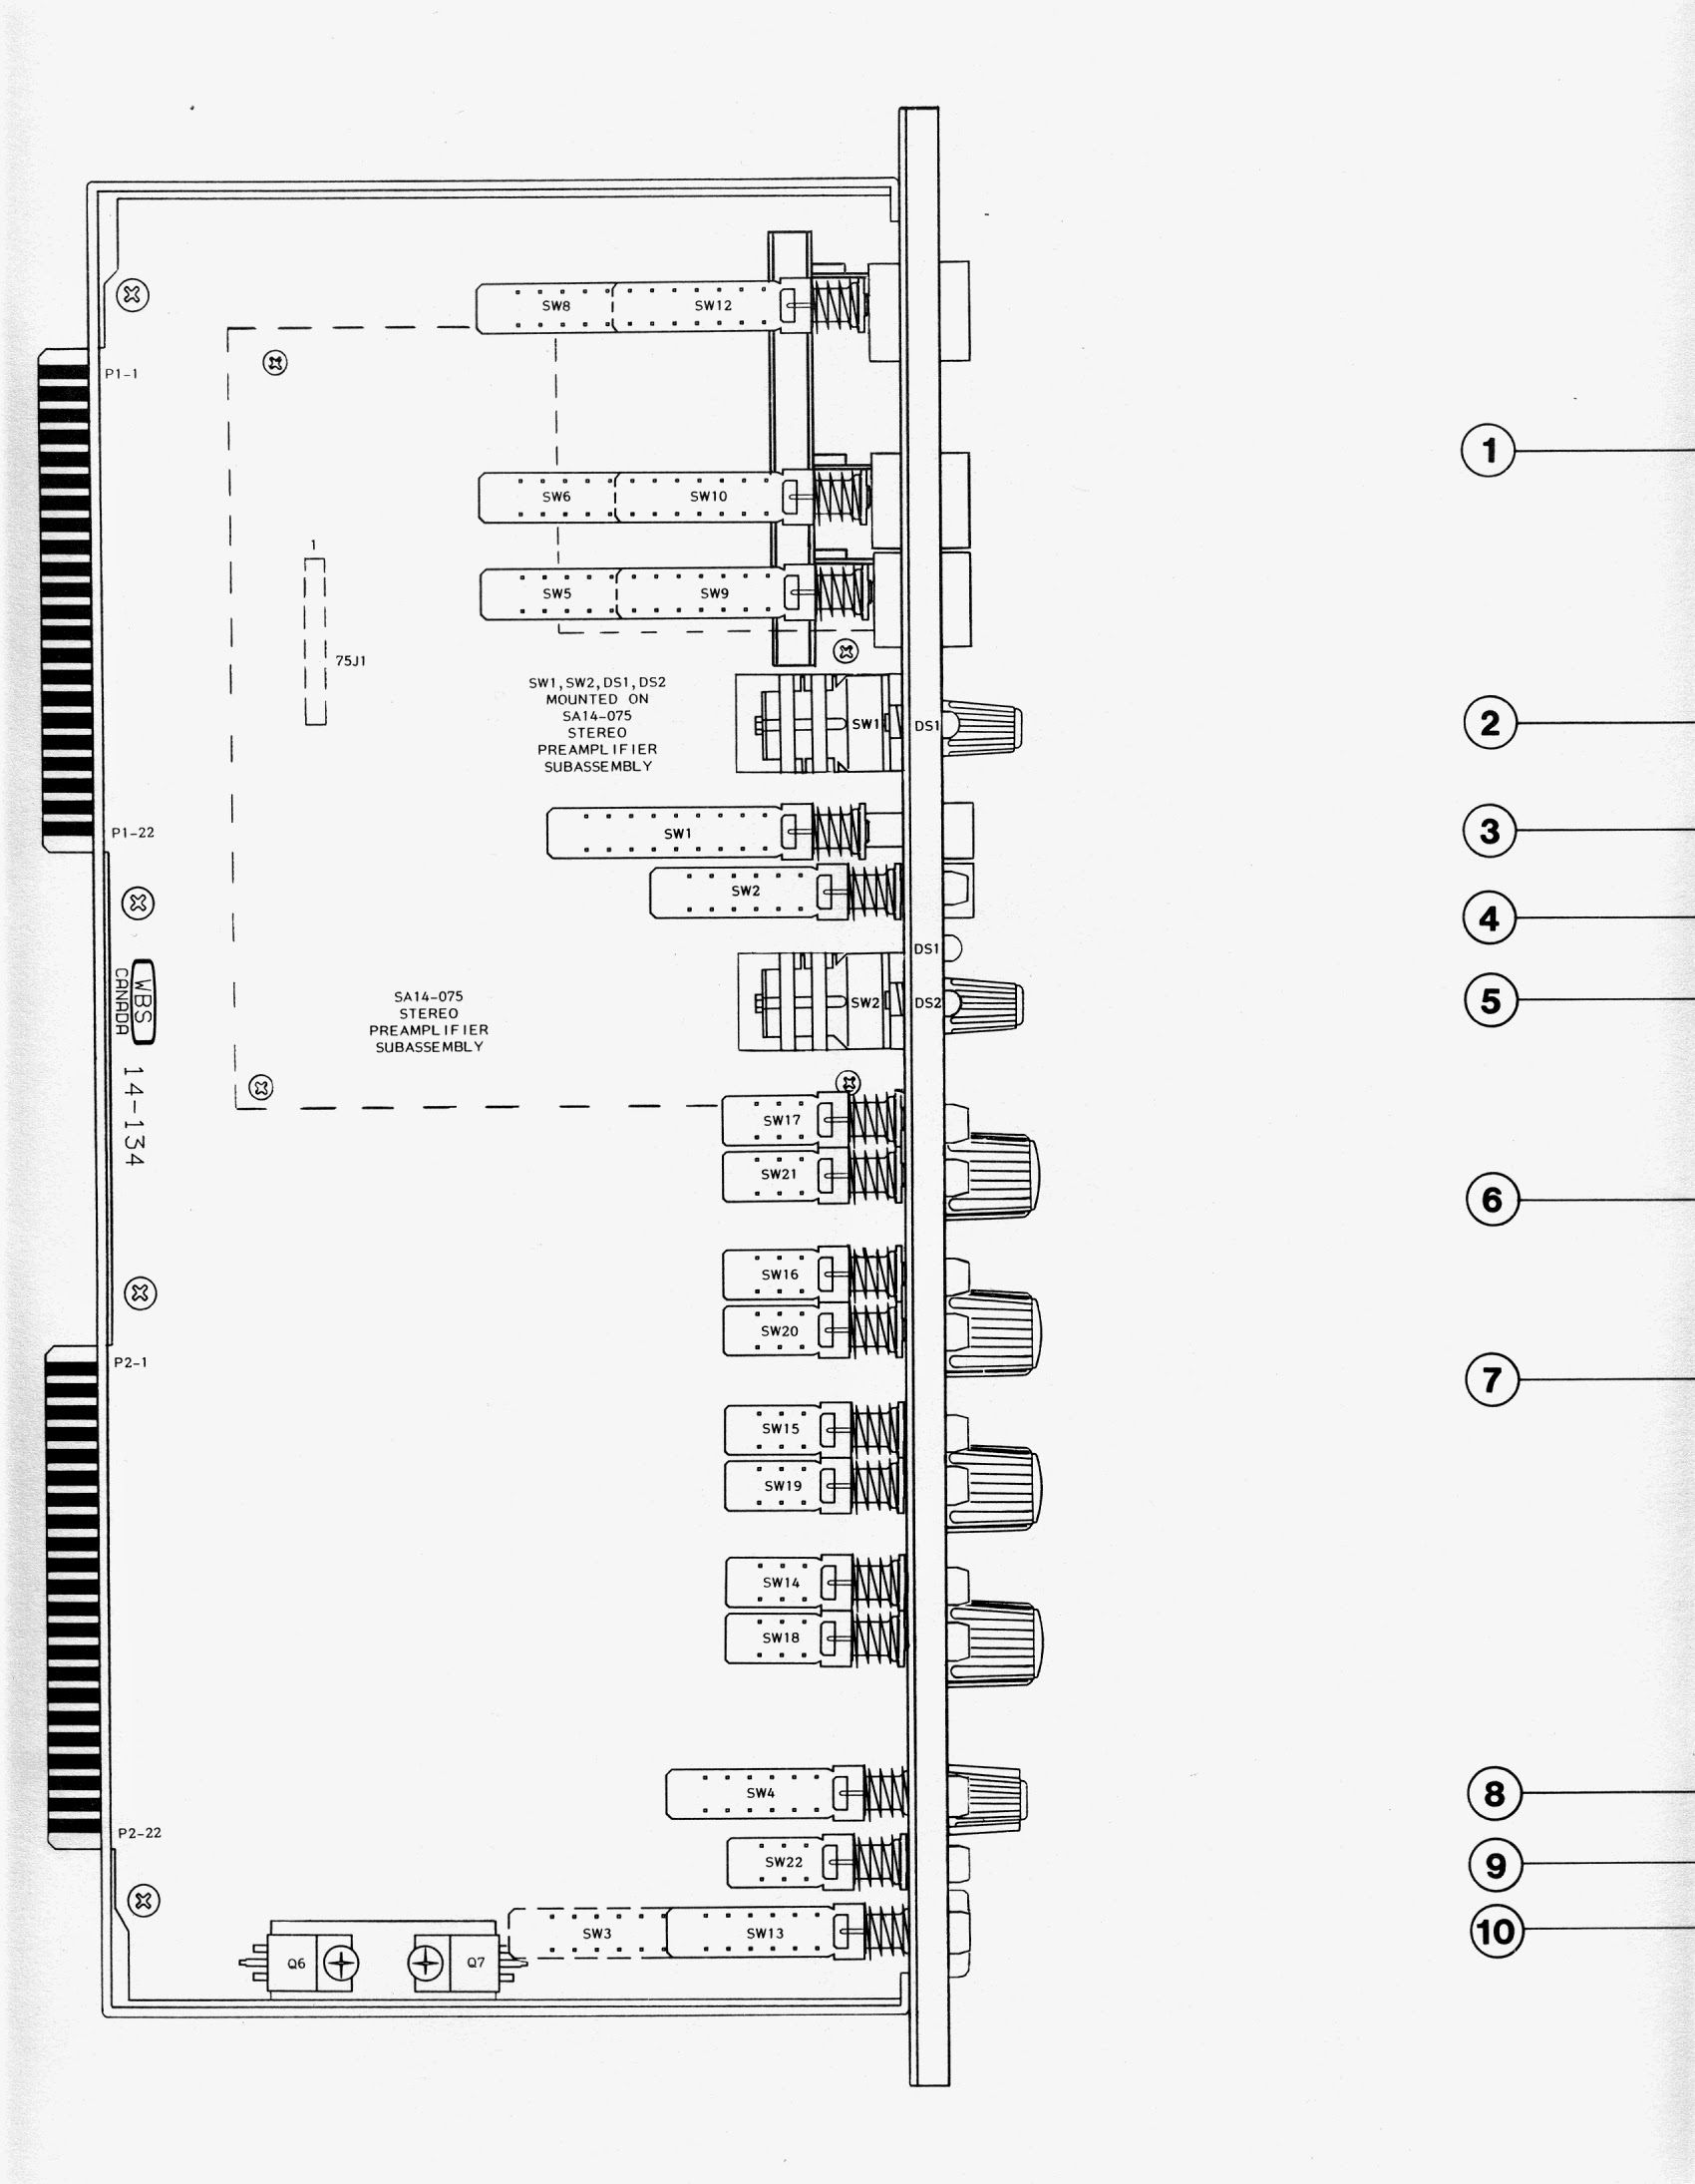 SW8
SW12
P1-1
1
SW6
SW10
1
SW5
SW9
75J1
SW1,SW2,DS1,DS2
MOUNTED ON
SA14-075
STEREO
PREAMPLIFIER
SUBASSEMBLY
SW1
DS1
2
P1-22
SW1
3
SW2
4
DS1
SW2
DS2
5
WBS
CANADA
SA14-075
STEREO
PREAMPLIFIER
SUBASSEMBLY
14-134
SW17
SW21
6
SW16
SW20
P2-1
7
SW15
SW19
SW14
SW18
SW4
8
P2-22
SW22
9
SW3
SW13
10
Q6
Q7